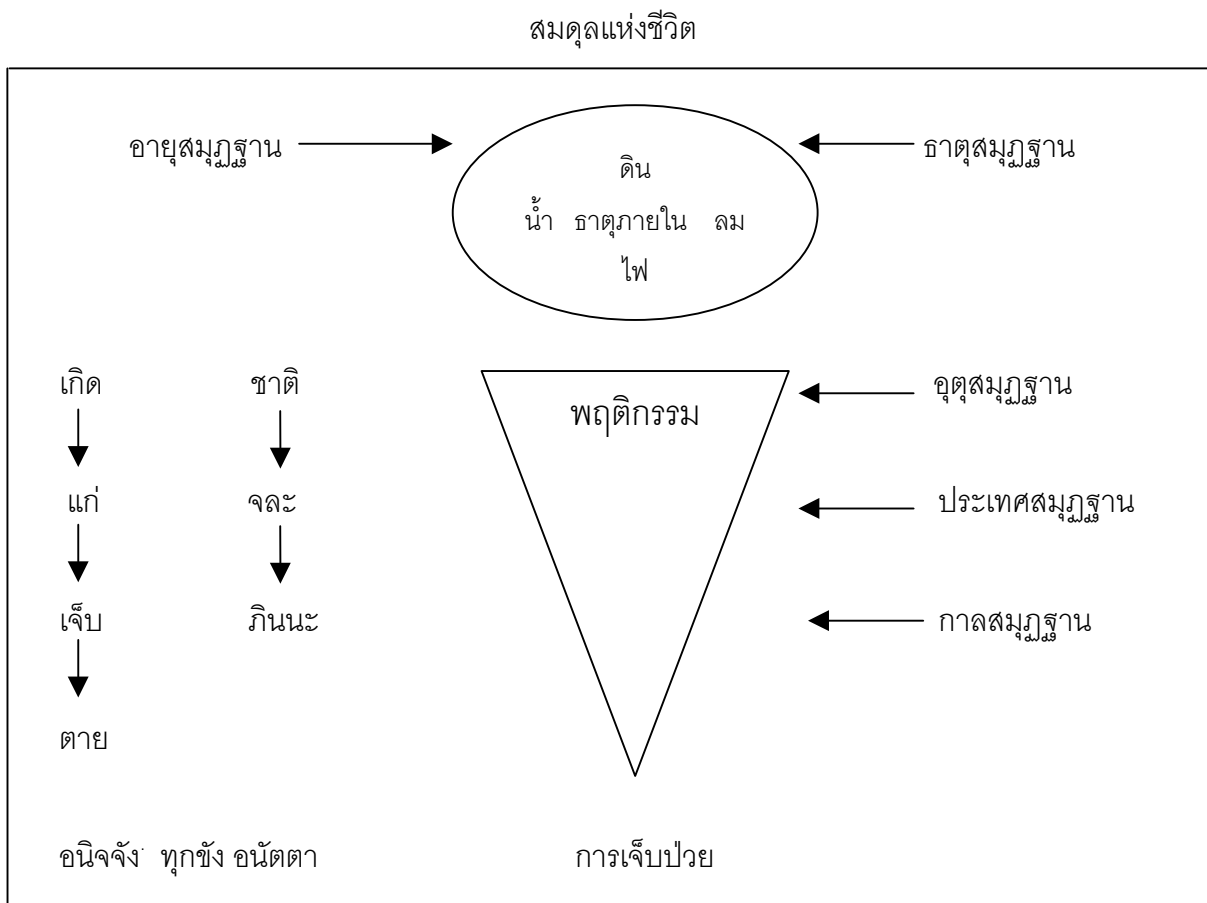 สมดุลแห่งชีวิต
อายุสมุฏฐาน ธาตุสมุฏฐาน
ดิน
น้ำ ธาตุภายใน ลม
ไฟ
เกิด ชาติ อุตุสมุฏฐาน
พฤติกรรม
แก่ จละ ประเทศสมุฏฐาน
เจ็บ ภินนะ กาลสมุฏฐาน
ตาย
อนิจจัง ทุกขัง อนัตตา การเจ็บป่วย